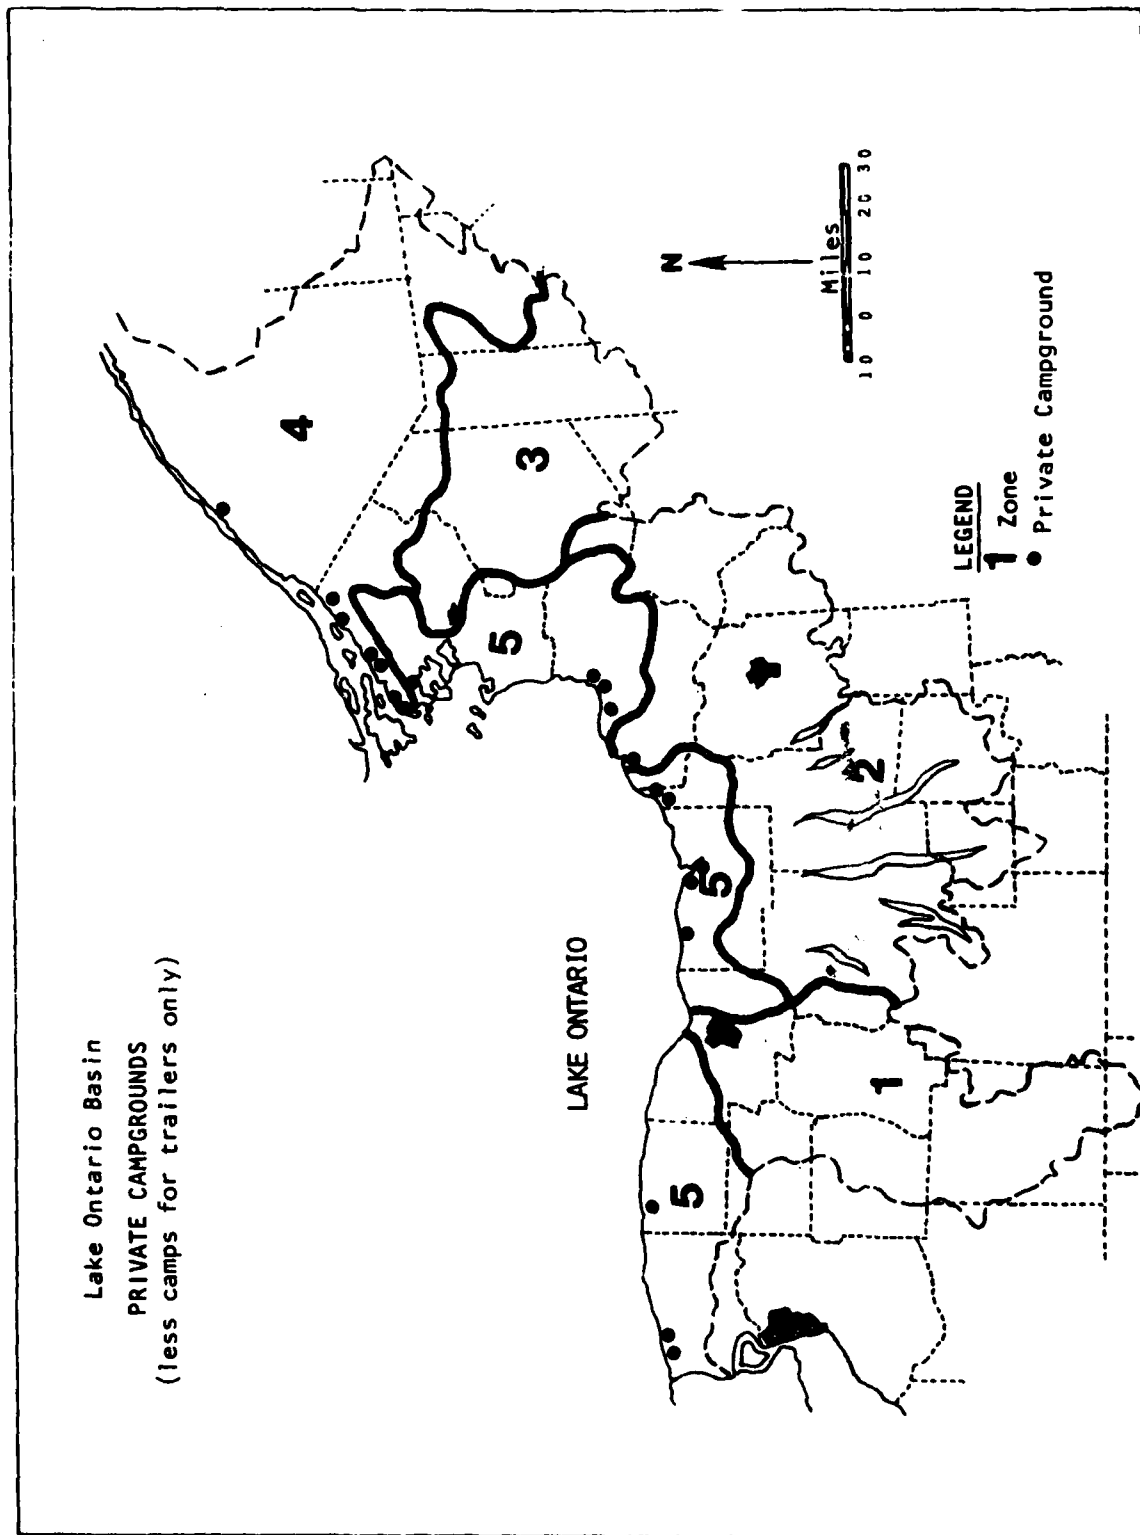 Lake Ontario Basin
PRIVATE CAMPGROUNDS
(less camps for trailers only)
LAKE ONTARIO
4
3
5
5
5
2
1
N
Miles
10 0 10 20 30
LEGEND
1 Zone
● Private Campground